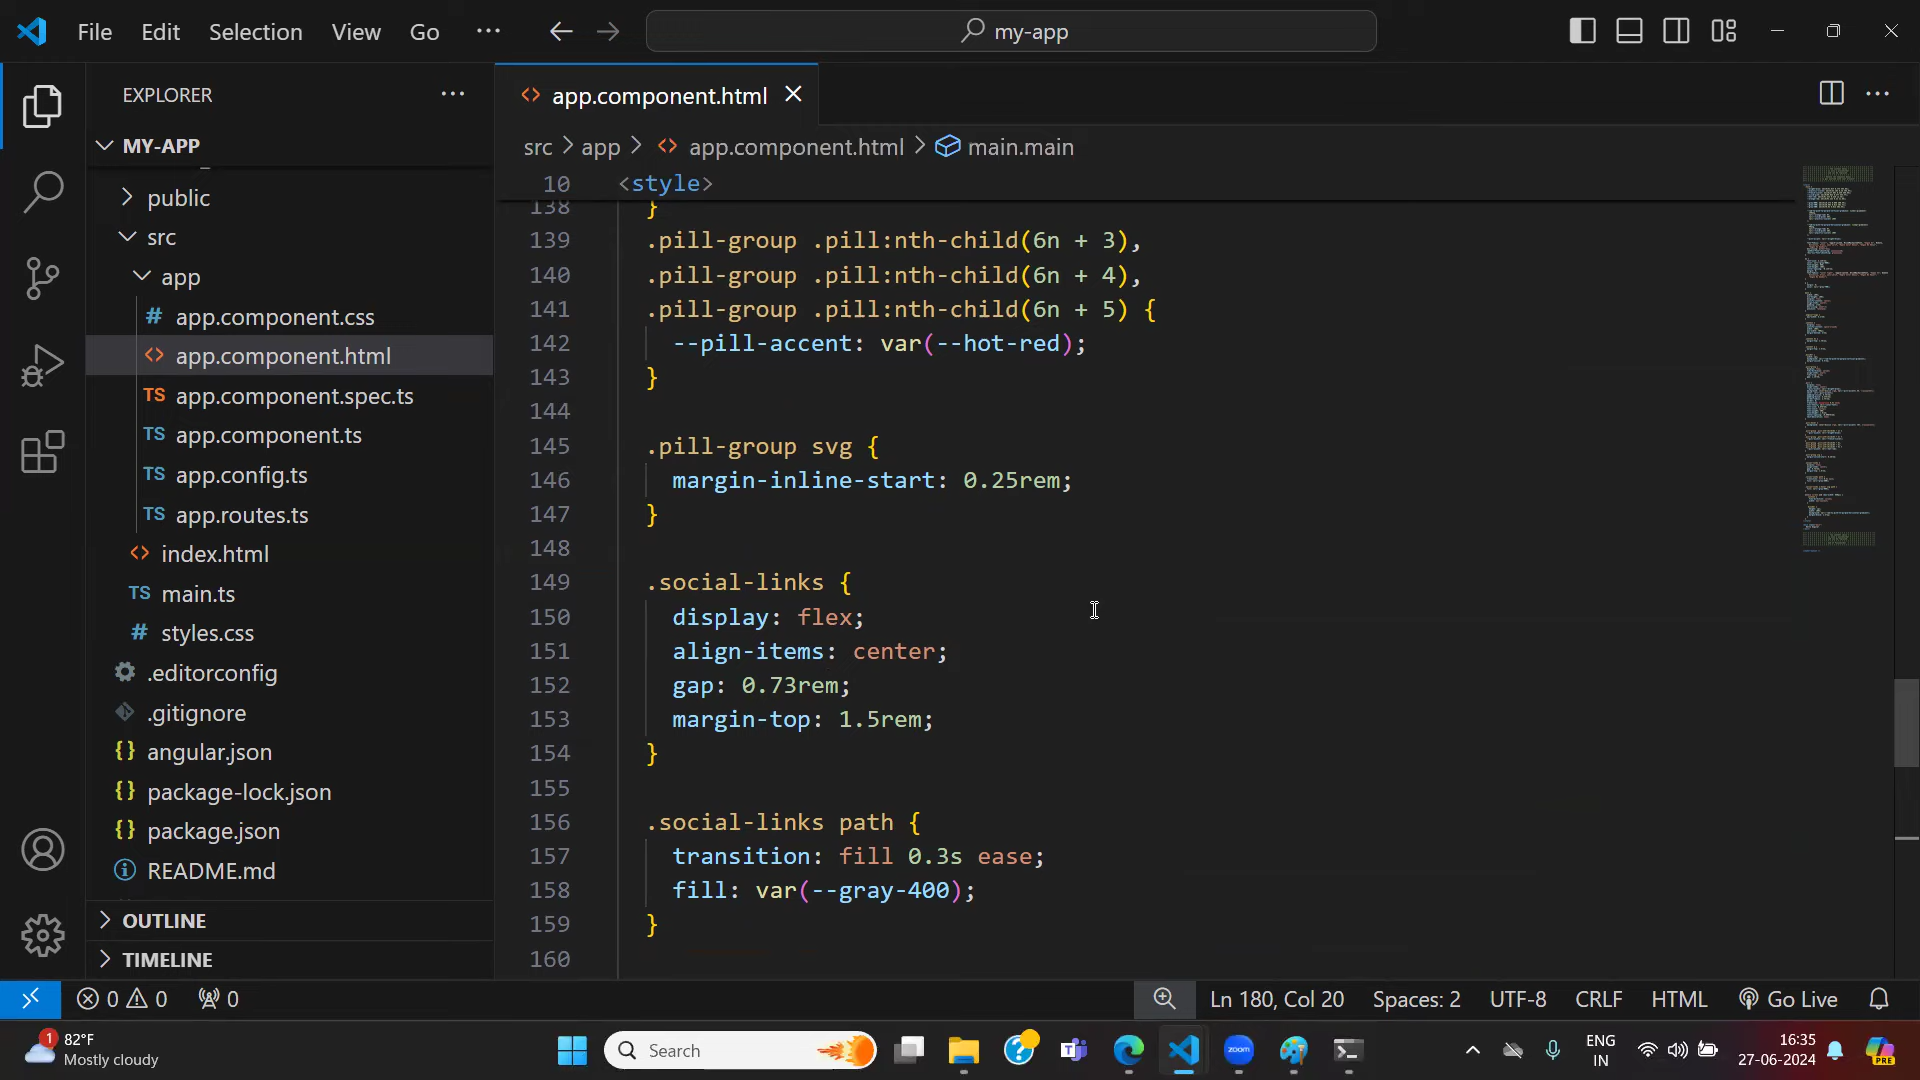 File Edit Selection View Go ··· my-app
EXPLORER ···
MY-APP
public
src
app
# app.component.css
<> app.component.html
TS app.component.spec.ts
TS app.component.ts
TS app.config.ts
TS app.routes.ts
<> index.html
TS main.ts
# styles.css
.editorconfig
.gitignore
{} angular.json
{} package-lock.json
{} package.json
README.md
OUTLINE
TIMELINE
<> app.component.html
src > app > <> app.component.html > main.main
10 <style>
138 }
139 .pill-group .pill:nth-child(6n + 3),
140 .pill-group .pill:nth-child(6n + 4),
141 .pill-group .pill:nth-child(6n + 5) {
142 --pill-accent: var(--hot-red);
143 }
144
145 .pill-group svg {
146 margin-inline-start: 0.25rem;
147 }
148
149 .social-links {
150 display: flex;
151 align-items: center;
152 gap: 0.73rem;
153 margin-top: 1.5rem;
154 }
155
156 .social-links path {
157 transition: fill 0.3s ease;
158 fill: var(--gray-400);
159 }
160
0 0 0 Ln 180, Col 20 Spaces: 2 UTF-8 CRLF HTML Go Live
1 82°F
Mostly cloudy
Search
zoom
ENG
IN
16:35
27-06-2024
PRE